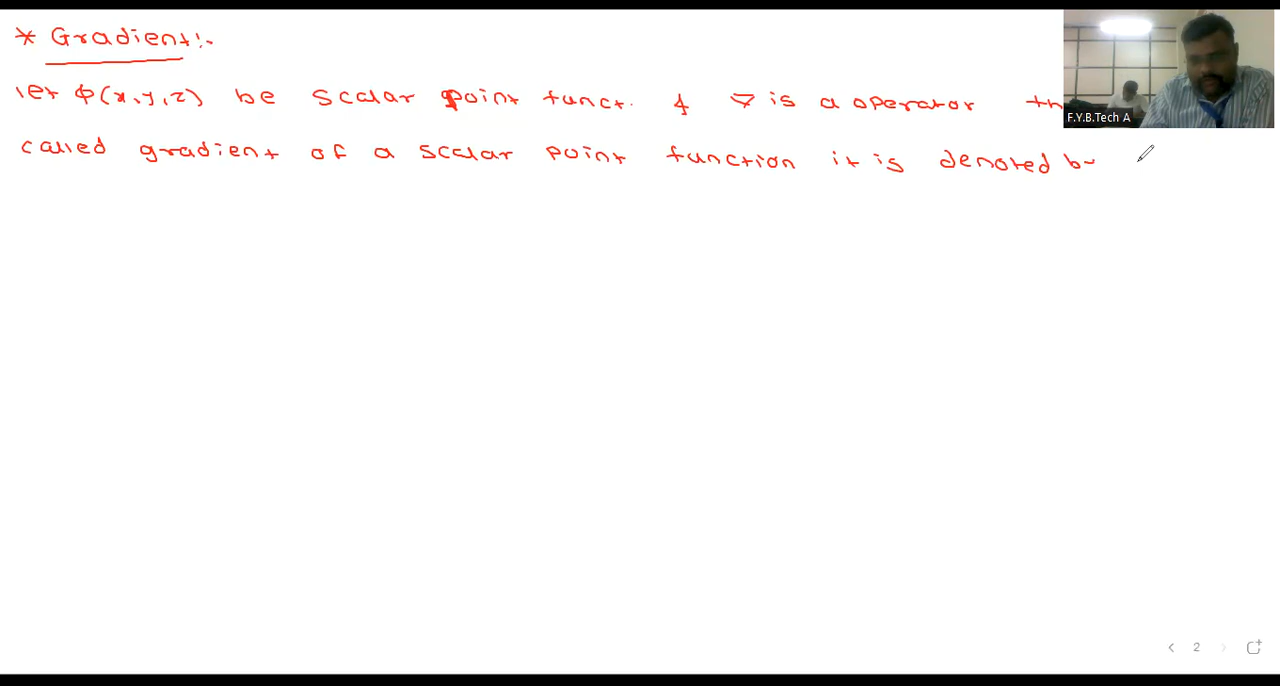 * Gradient:-
let φ(x,y,z) be scalar point funct. & ∇ is a operator th
called gradient of a scalar point function it is denoted by
F.Y.B.Tech A
2